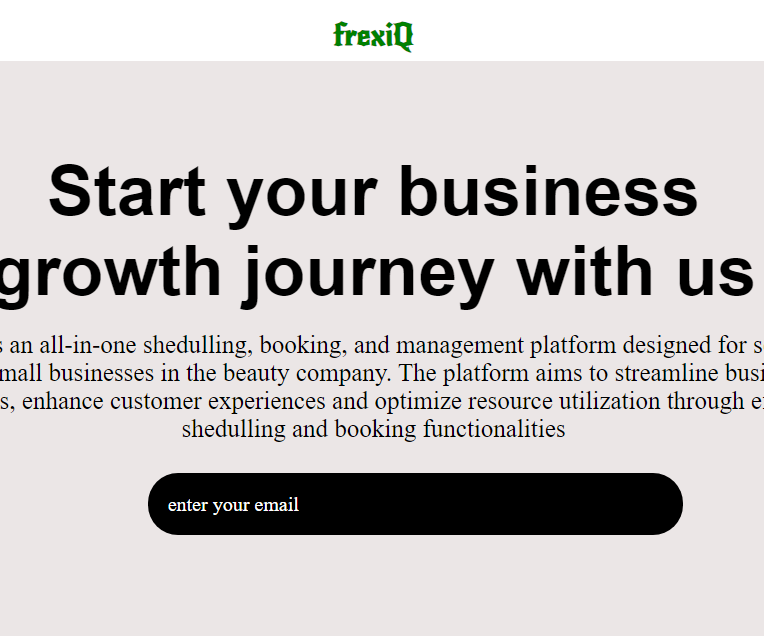 frexiQ
Start your business
growth journey with us
an all-in-one shedulling, booking, and management platform designed for
businesses in the beauty company. The platform aims to streamline
enhance customer experiences and optimize resource utilization through
shedulling and booking functionalities
enter your email